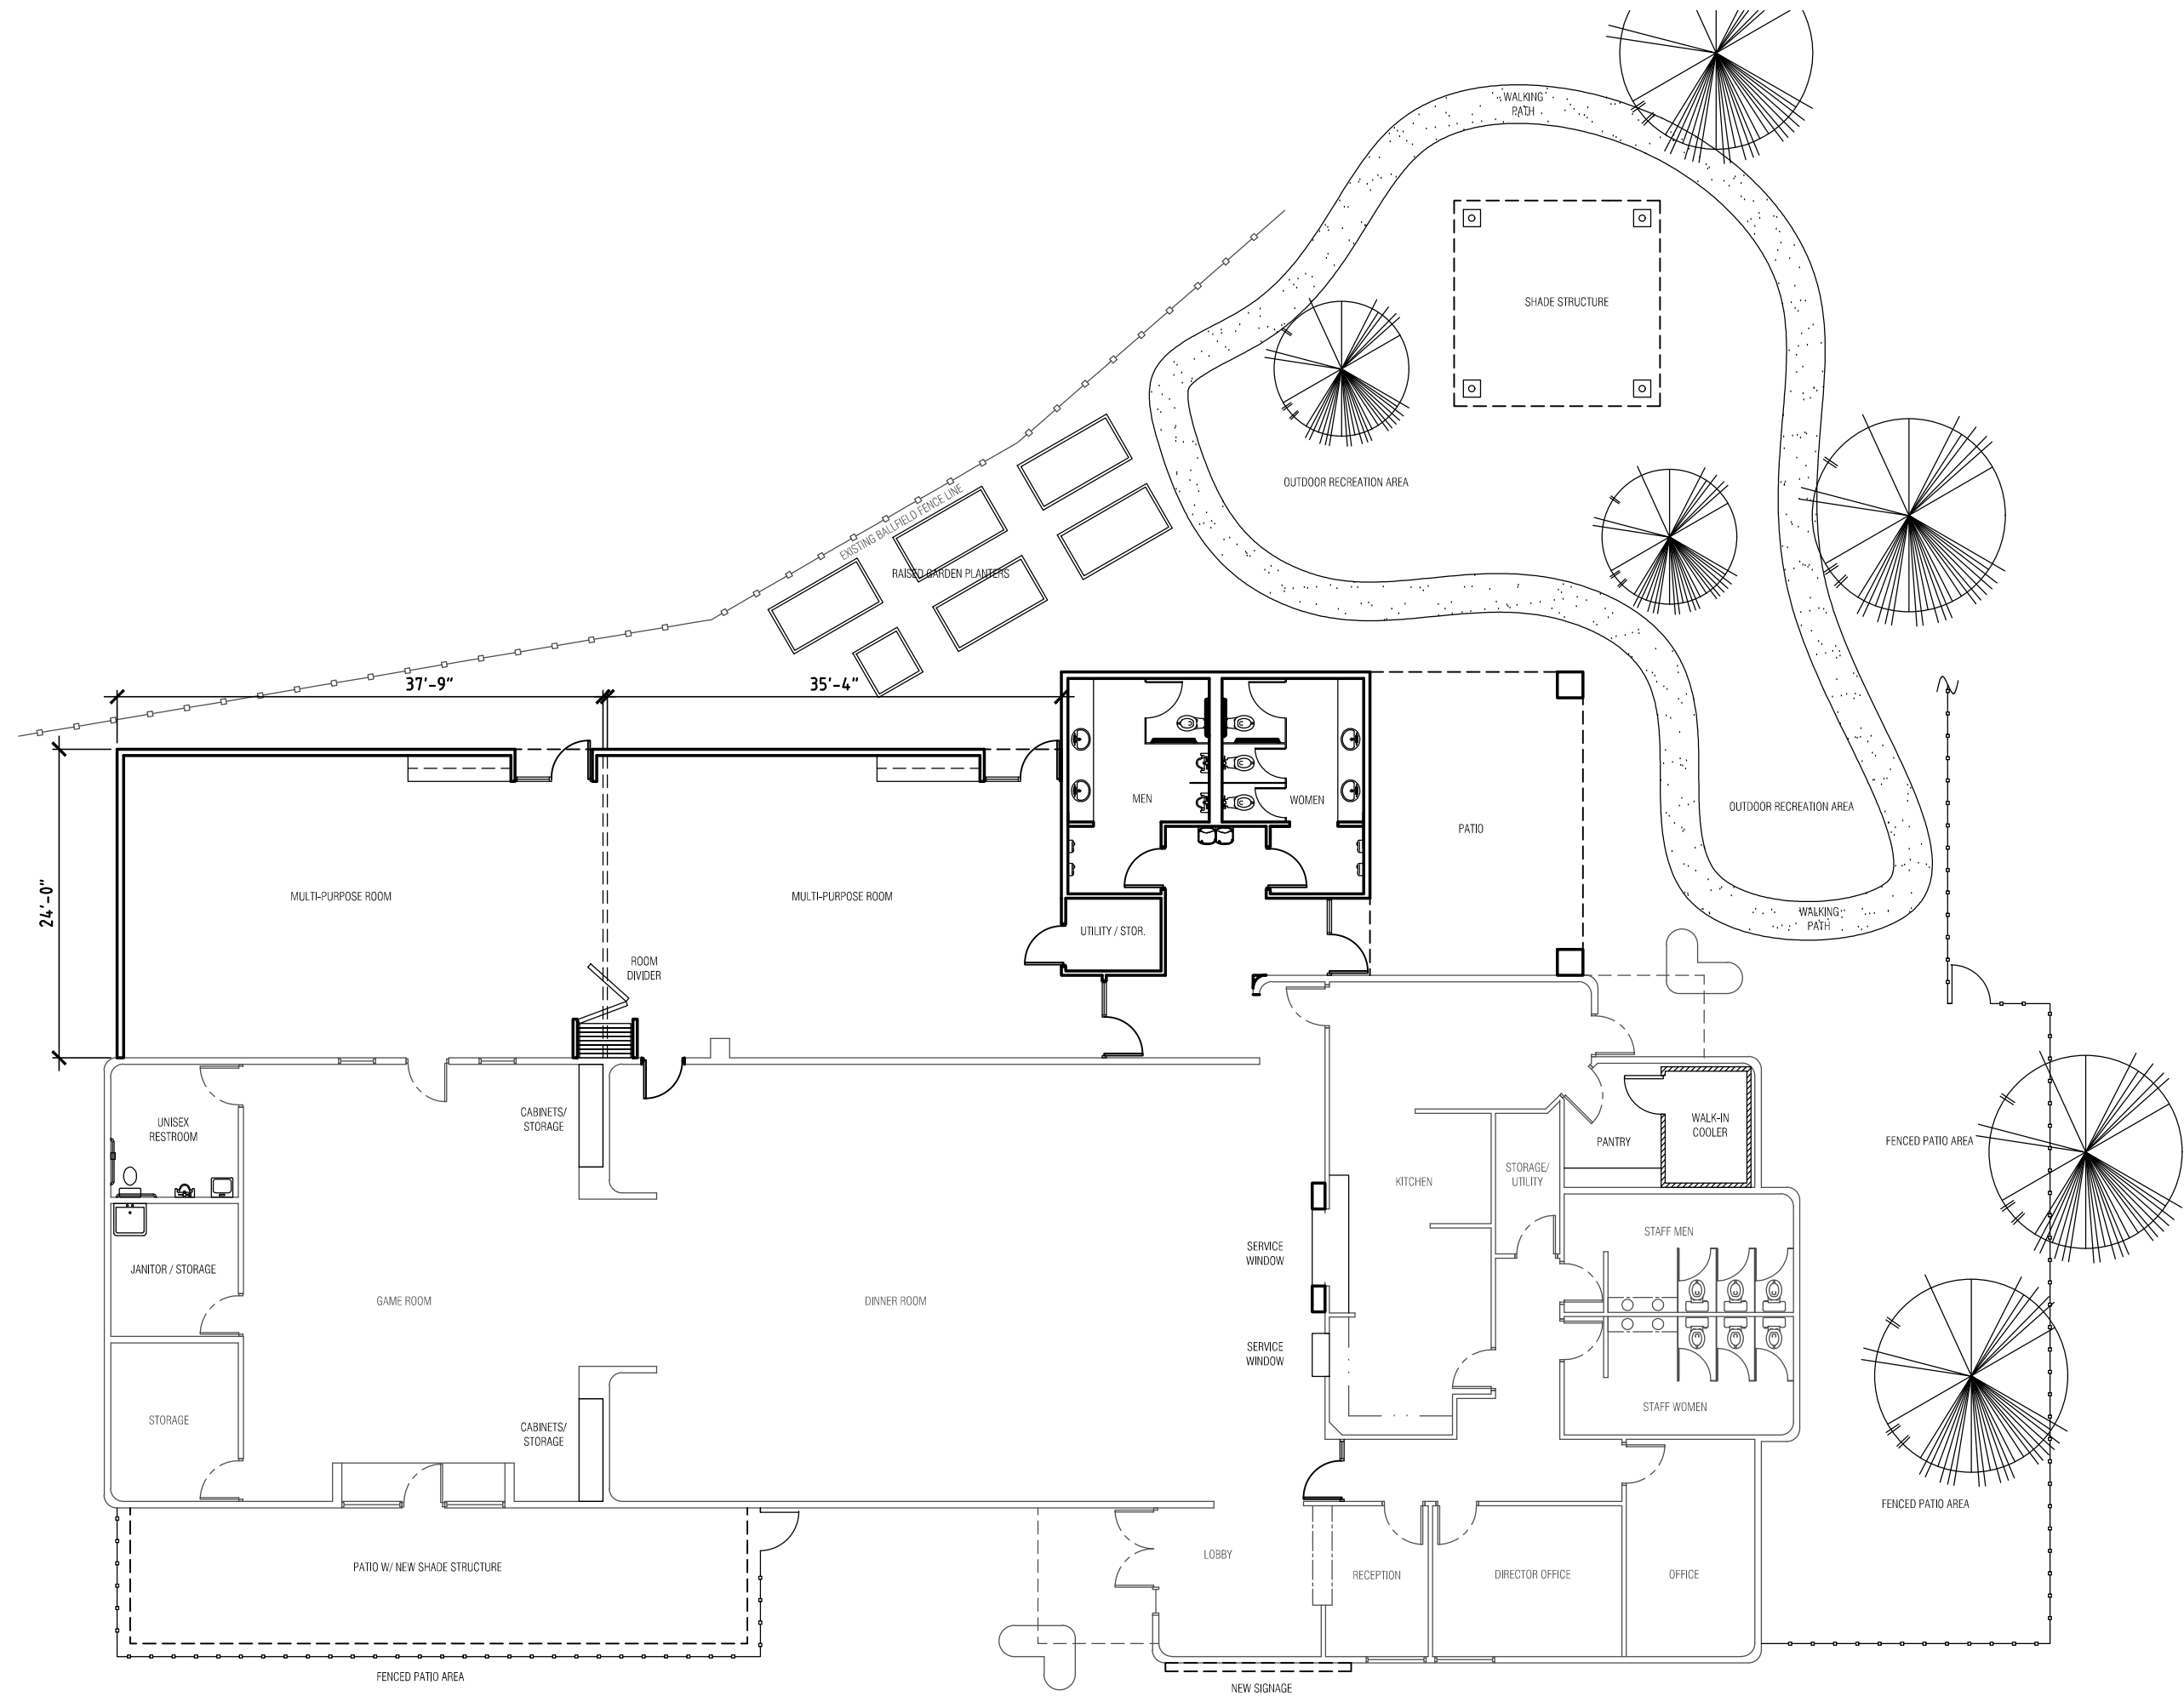 WALKING
PATH
SHADE STRUCTURE
OUTDOOR RECREATION AREA
EXISTING BALLFIELD FENCE LINE
RAISED GARDEN PLANTERS
37'-9"
35'-4"
24'-0"
MEN
WOMEN
PATIO
OUTDOOR RECREATION AREA
MULTI-PURPOSE ROOM
MULTI-PURPOSE ROOM
WALKING
PATH
UTILITY / STOR.
ROOM
DIVIDER
UNISEX
RESTROOM
CABINETS/
STORAGE
WALK-IN
COOLER
PANTRY
FENCED PATIO AREA
KITCHEN
STORAGE/
UTILITY
STAFF MEN
SERVICE
WINDOW
JANITOR / STORAGE
GAME ROOM
DINNER ROOM
SERVICE
WINDOW
STAFF WOMEN
STORAGE
CABINETS/
STORAGE
FENCED PATIO AREA
PATIO W/ NEW SHADE STRUCTURE
LOBBY
RECEPTION
DIRECTOR OFFICE
OFFICE
FENCED PATIO AREA
NEW SIGNAGE